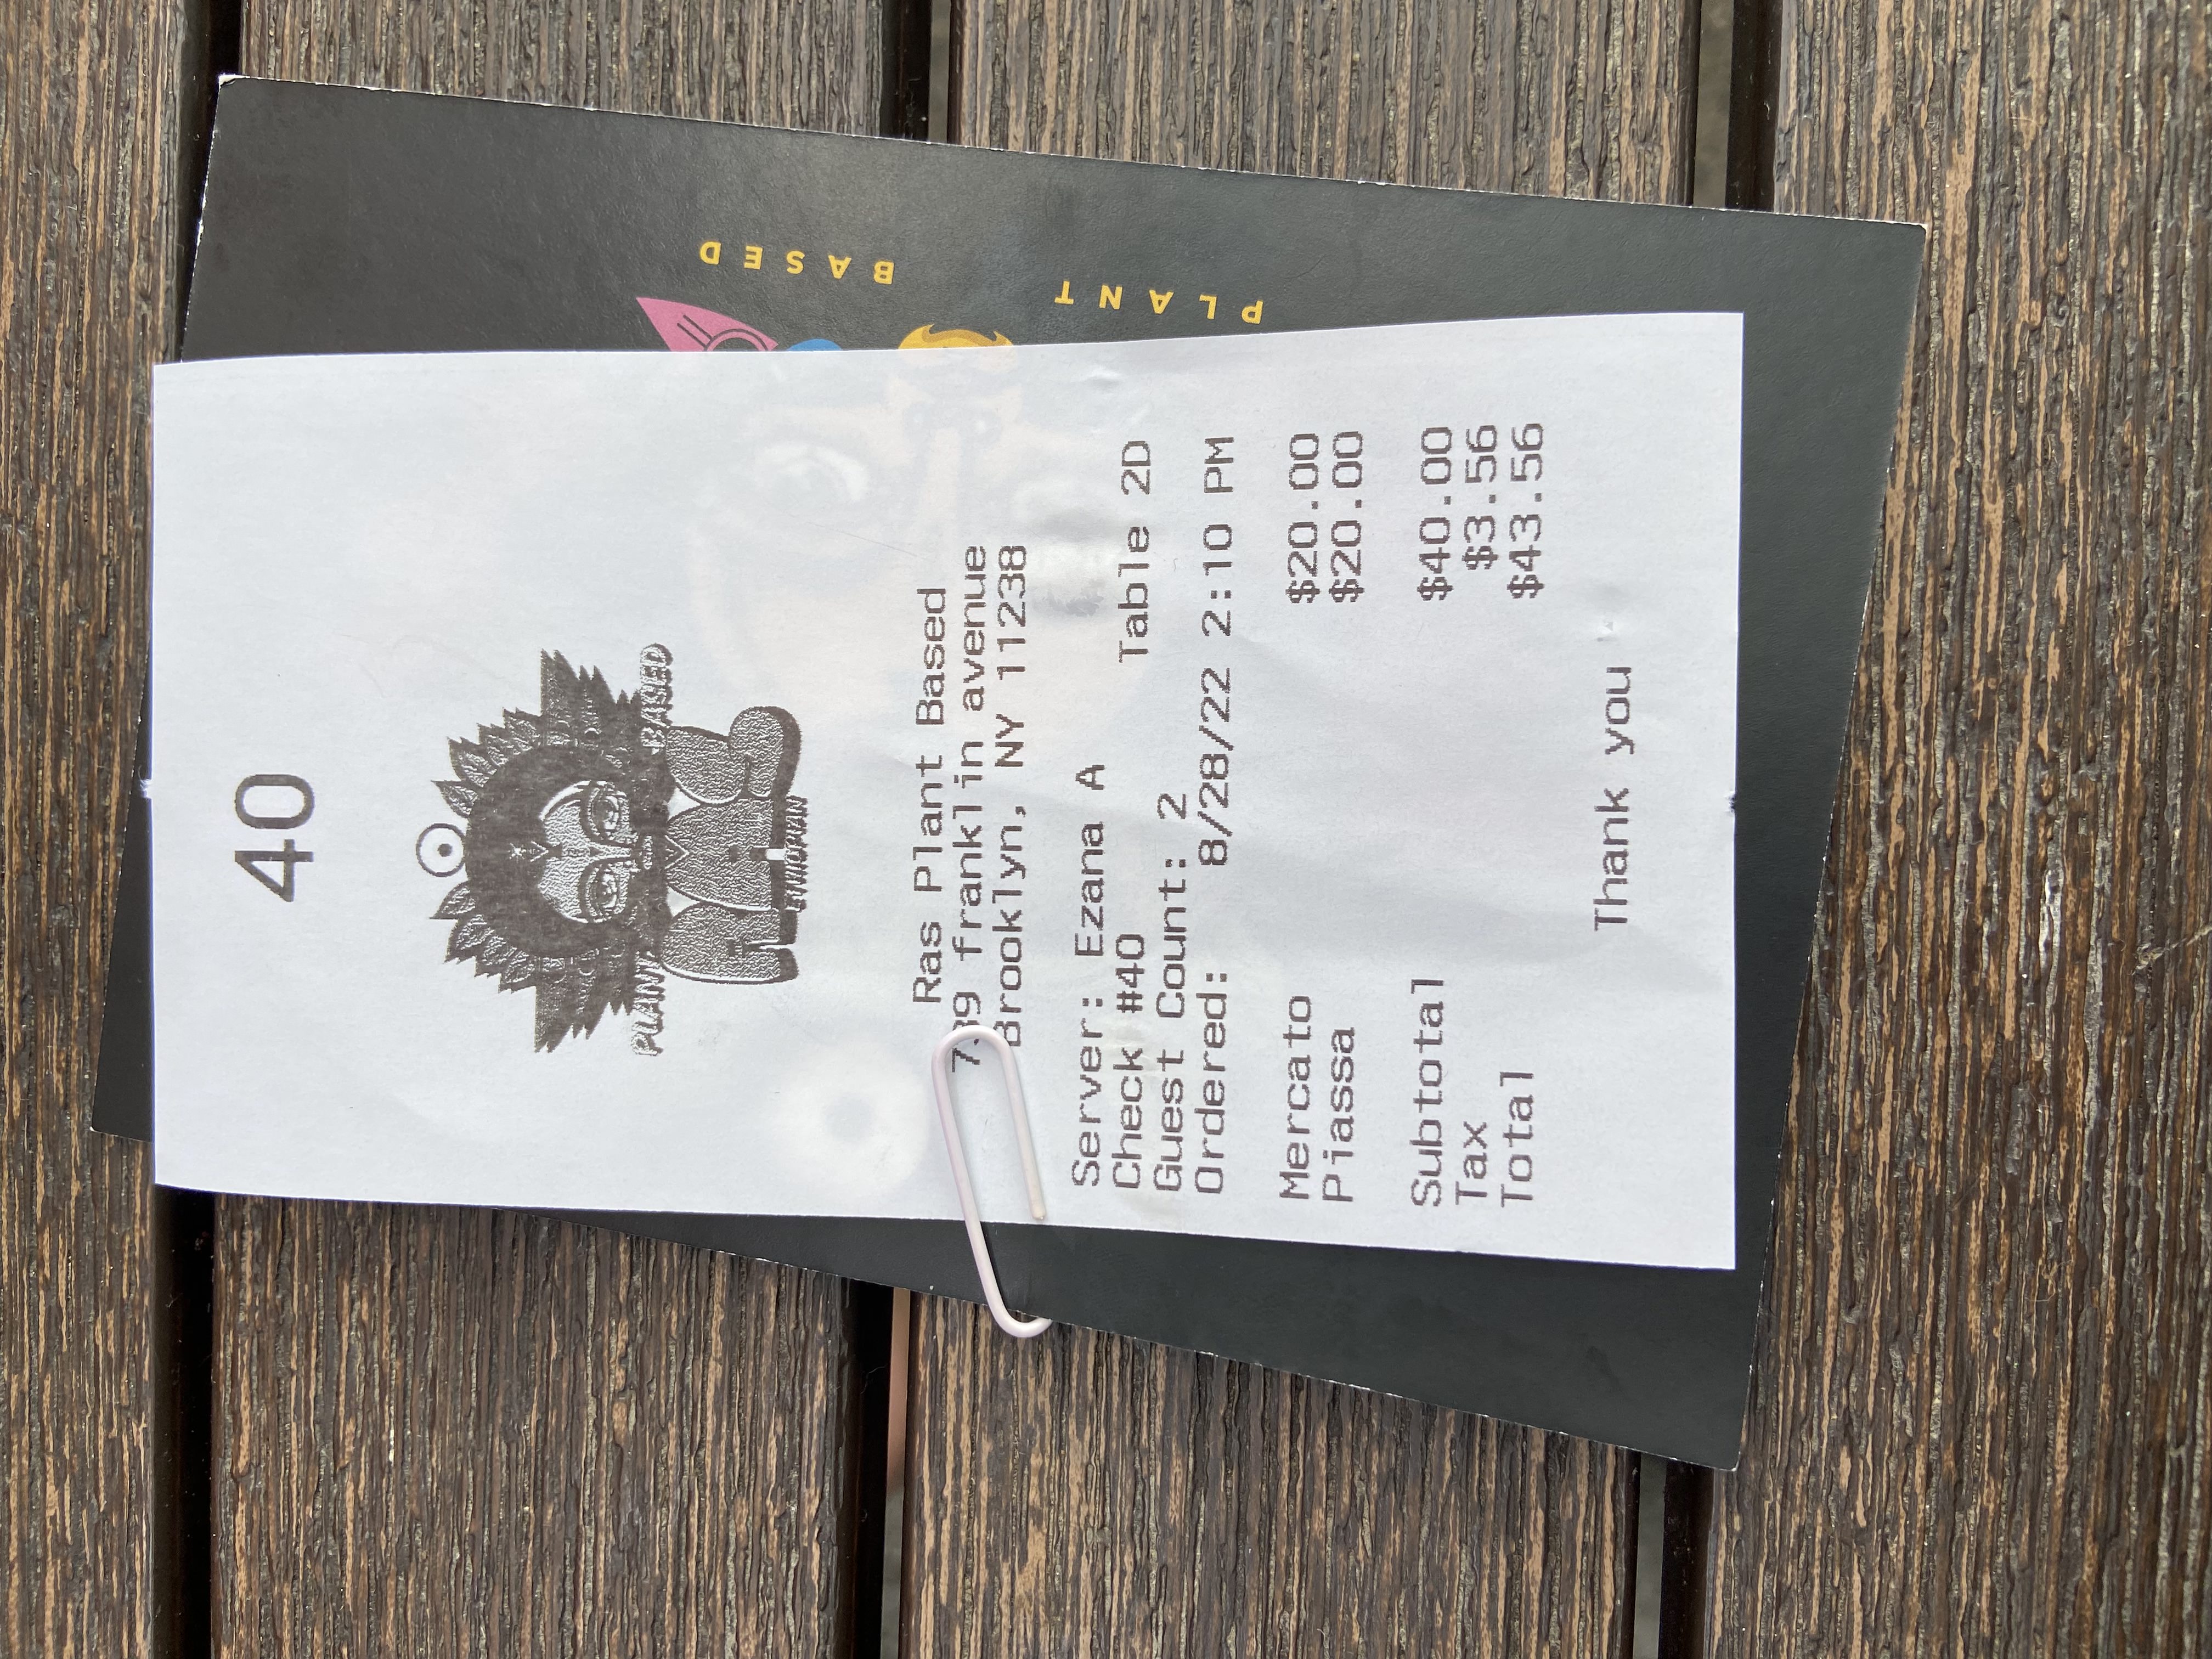 40
PLANT BASED
RAS
ETHIOPIAN
Ras Plant Based
739 franklin avenue
Brooklyn, NY 11238
Server: Ezana A
Check #40 Table 2D
Guest Count: 2
Ordered: 8/28/22 2:10 PM
Mercato $20.00
Piassa $20.00
Subtotal $40.00
Tax $3.56
Total $43.56
Thank you
PLANT BASED